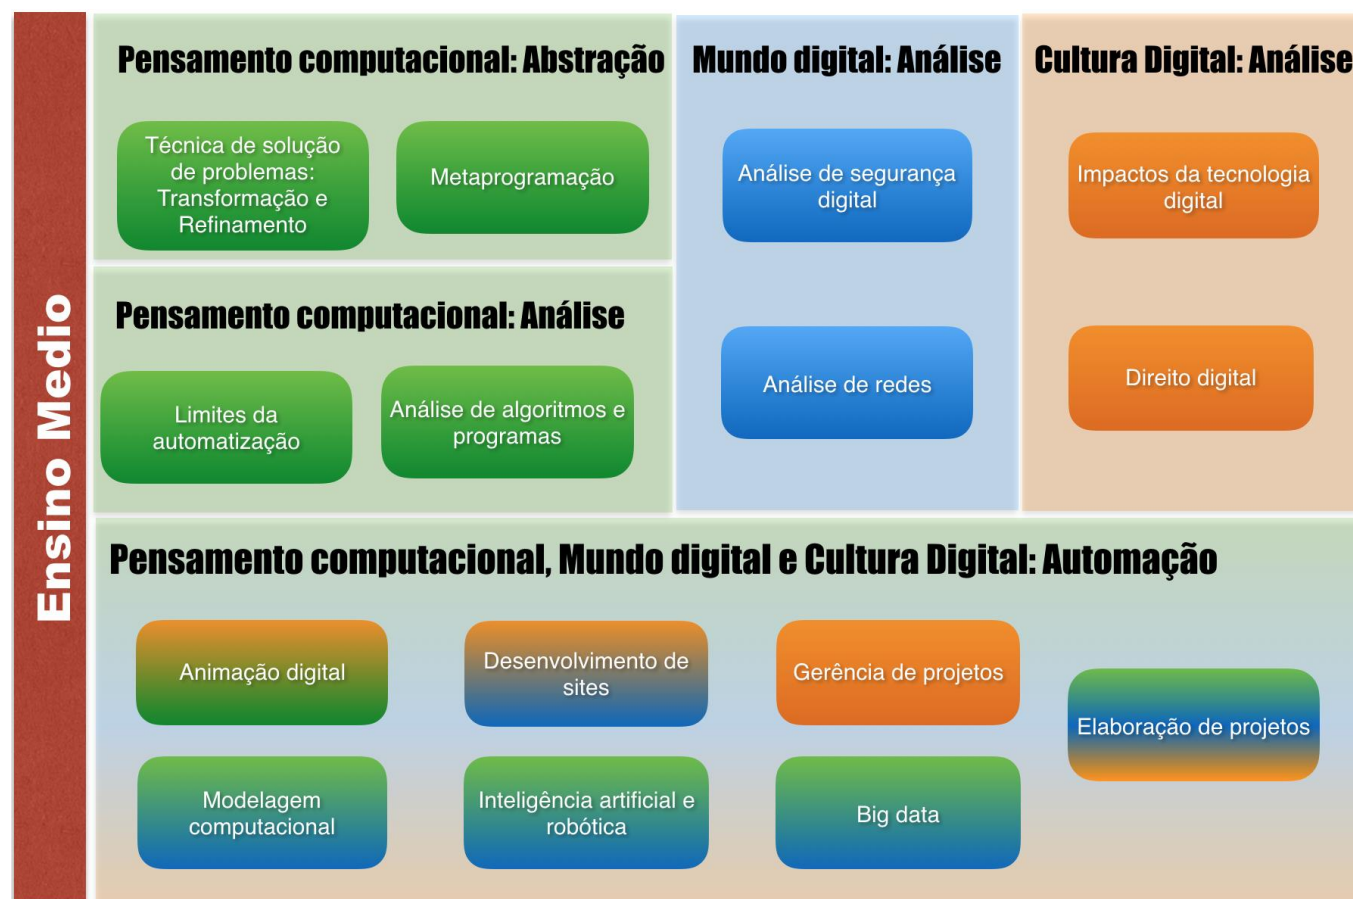 Ensino Medio
Pensamento computacional: Abstração
Técnica de solução
de problemas:
Transformação e
Refinamento
Metaprogramação
Pensamento computacional: Análise
Limites da
automatização
Análise de algoritmos e
programas
Mundo digital: Análise
Análise de segurança
digital
Análise de redes
Cultura Digital: Análise
Impactos da tecnologia
digital
Direito digital
Pensamento computacional, Mundo digital e Cultura Digital: Automação
Animação digital
Desenvolvimento de
sites
Gerência de projetos
Elaboração de projetos
Modelagem
computacional
Inteligência artificial e
robótica
Big data